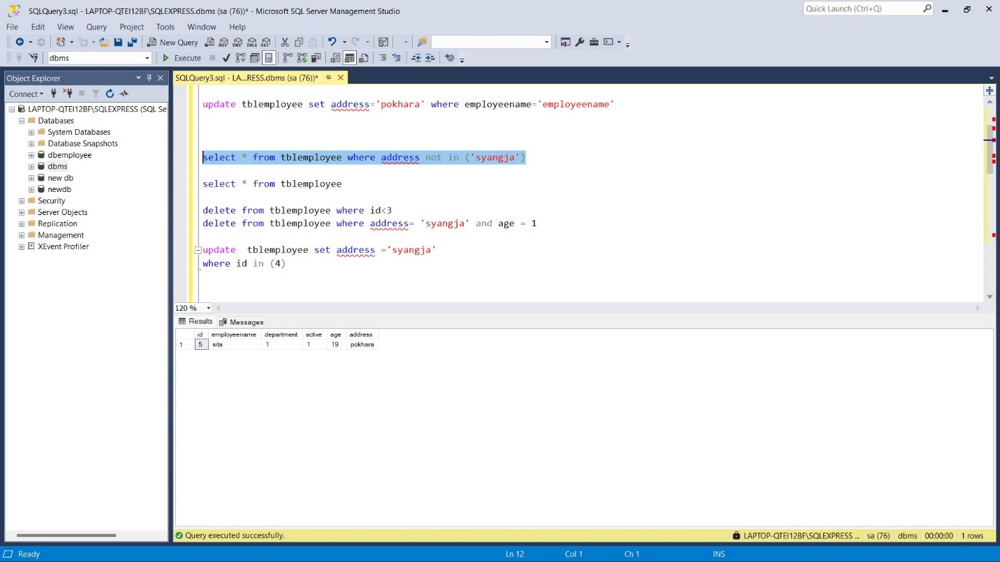 SQLQuery3.sql - LAPTOP-QTEI12BF\SQLEXPRESS.dbms (sa (76))* - Microsoft SQL Server Management Studio
Quick Launch (Ctrl+Q)
File Edit View Query Project Tools Window Help
New Query MDX DMX XMLA DAX
dbms Execute
Object Explorer
SQLQuery3.sql - LA...RESS.dbms (sa (76))*
Connect
LAPTOP-QTEI12BF\SQLEXPRESS (SQL Se
Databases
System Databases
Database Snapshots
dbemployee
dbms
new db
newdb
Security
Server Objects
Replication
Management
XEvent Profiler
update tblemployee set address='pokhara' where employeename='employeename'
select * from tblemployee where address not in ('syangja')
select * from tblemployee
delete from tblemployee where id<3
delete from tblemployee where address= 'syangja' and age = 1
update  tblemployee set address ='syangja'
where id in (4)
120 %
Results Messages
id employeename department active age address
1 5 sita 1 1 19 pokhara
Query executed successfully.
LAPTOP-QTEI12BF\SQLEXPRESS ... sa (76) dbms 00:00:00 1 rows
Ready Ln 12 Col 1 Ch 1 INS